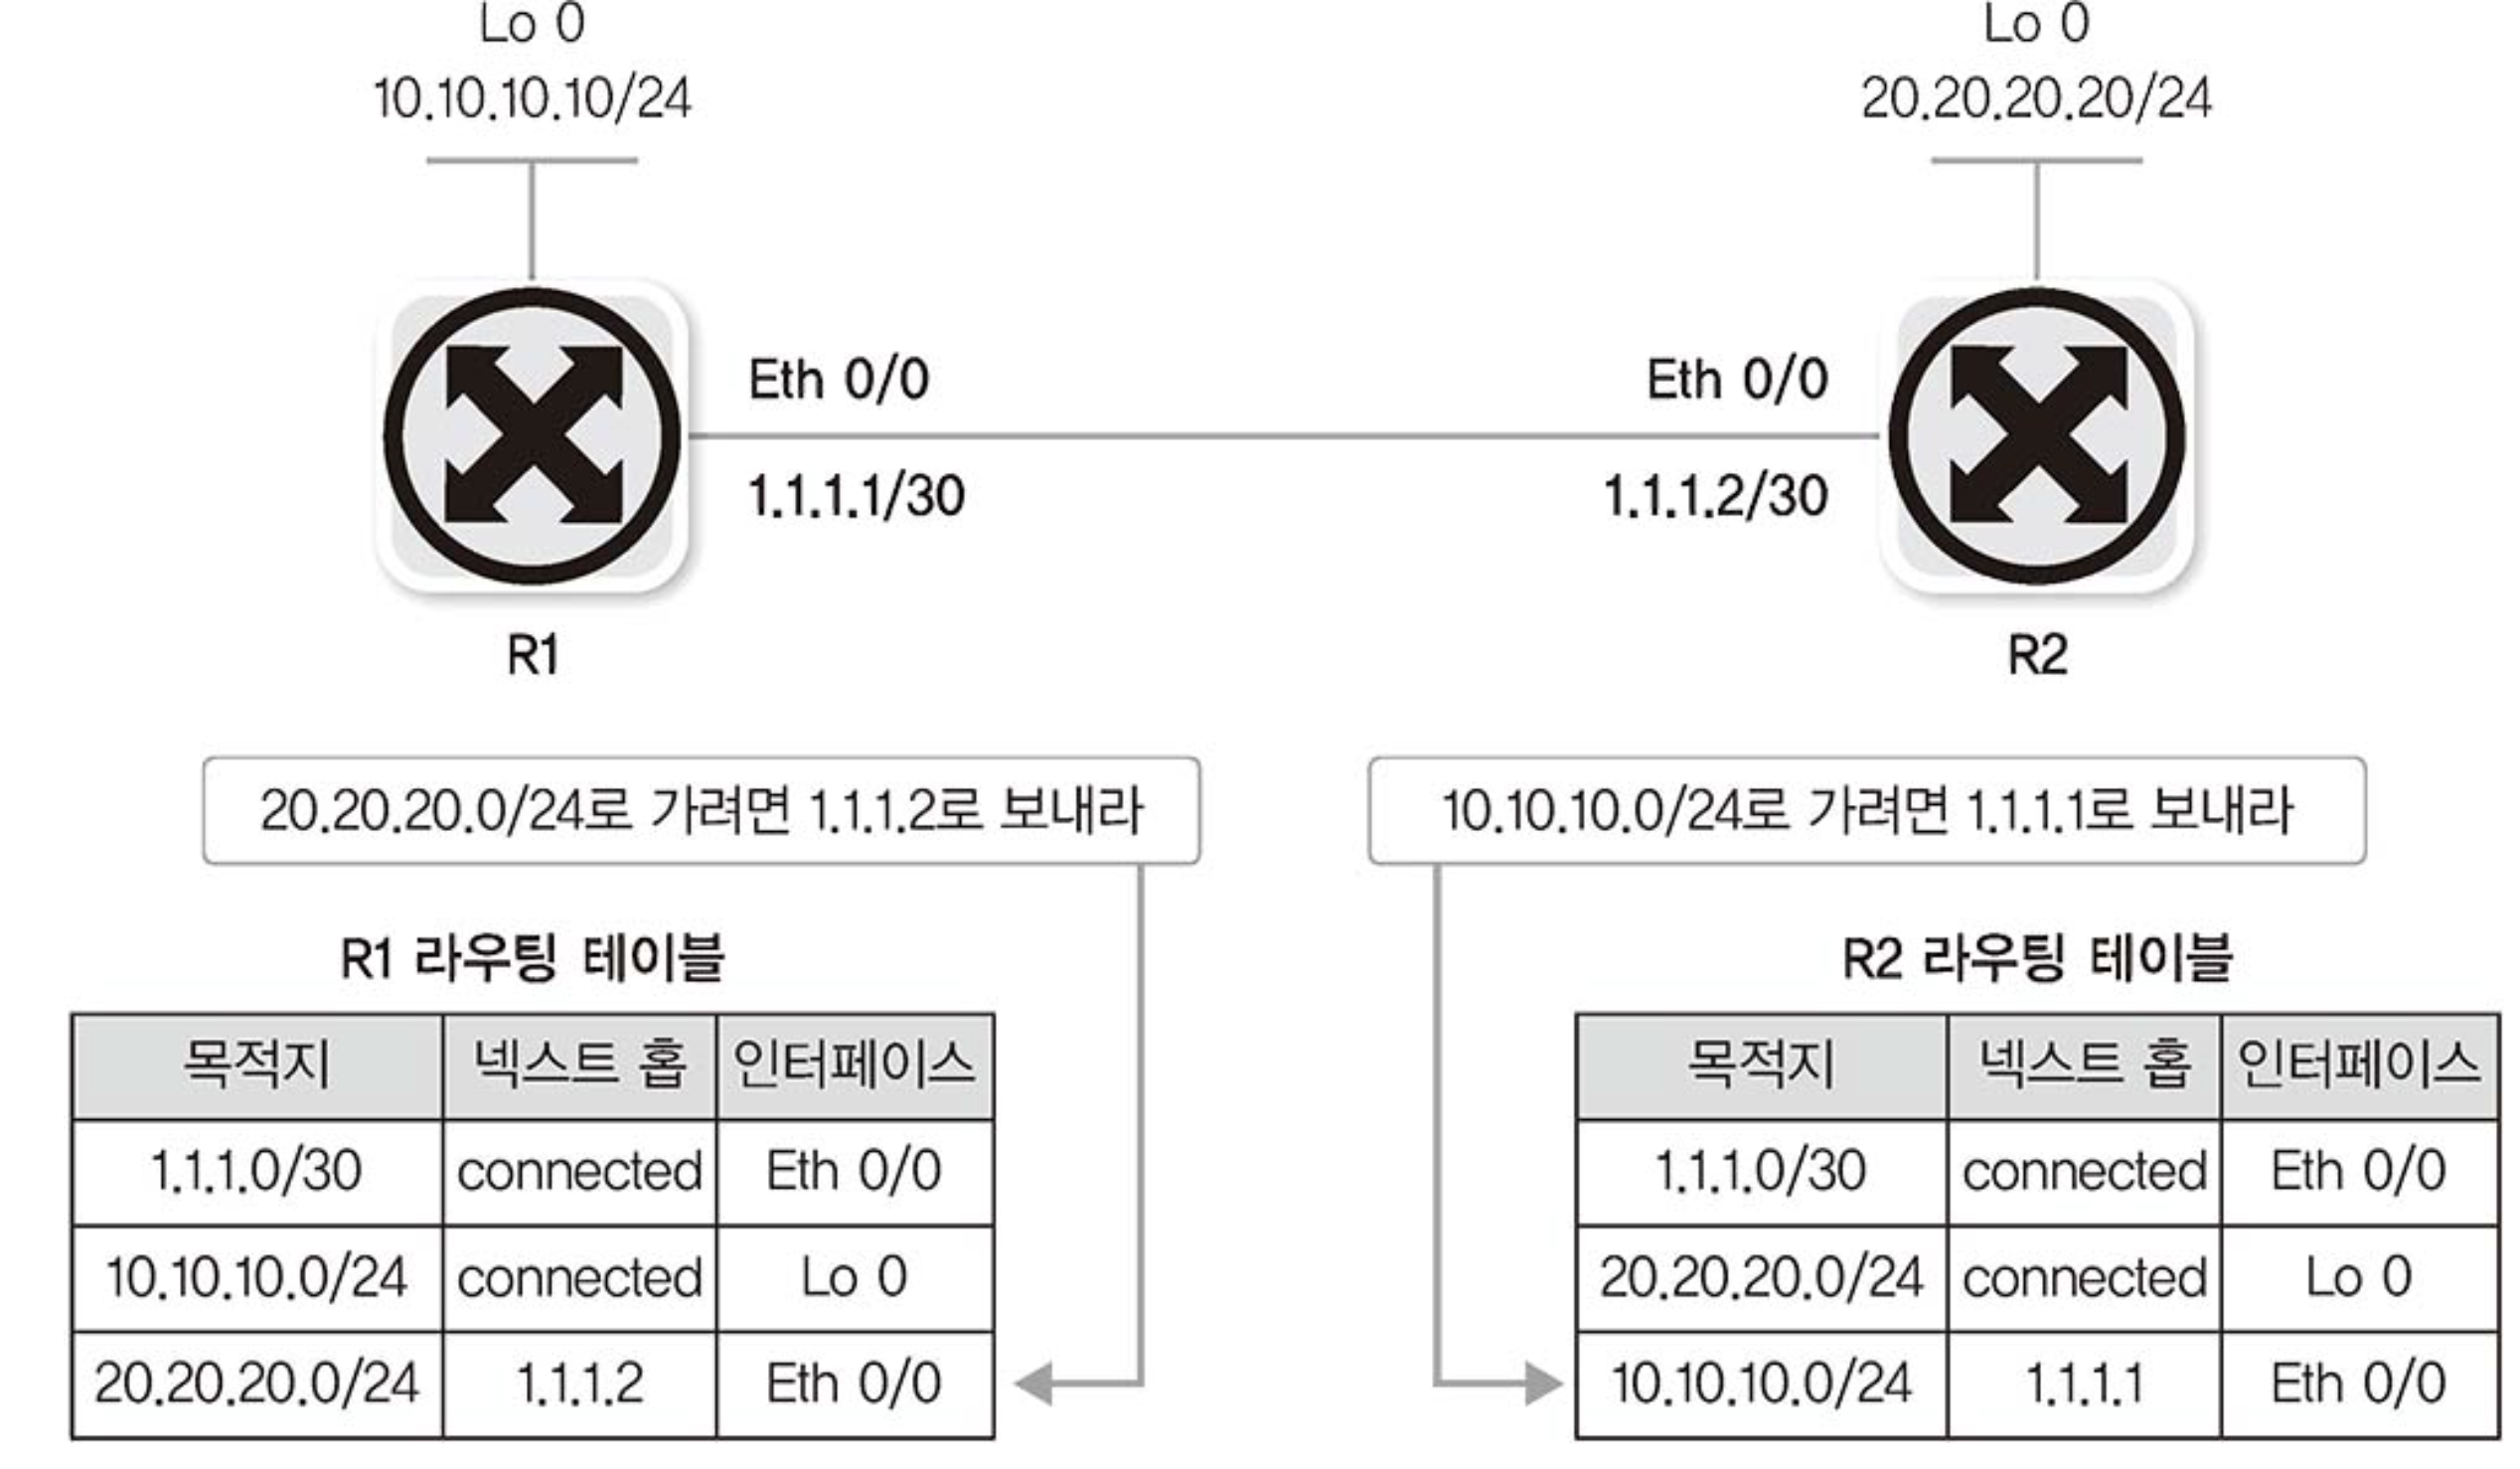 Lo 0
10.10.10.10/24
Lo 0
20.20.20.20/24
Eth 0/0
Eth 0/0
1.1.1.1/30
1.1.1.2/30
R1
R2
20.20.20.0/24로 가려면 1.1.1.2로 보내라
10.10.10.0/24로 가려면 1.1.1.1로 보내라
R1 라우팅 테이블
목적지 넥스트 홉 인터페이스
1.1.1.0/30 connected Eth 0/0
10.10.10.0/24 connected Lo 0
20.20.20.0/24 1.1.1.2 Eth 0/0
R2 라우팅 테이블
목적지 넥스트 홉 인터페이스
1.1.1.0/30 connected Eth 0/0
20.20.20.0/24 connected Lo 0
10.10.10.0/24 1.1.1.1 Eth 0/0